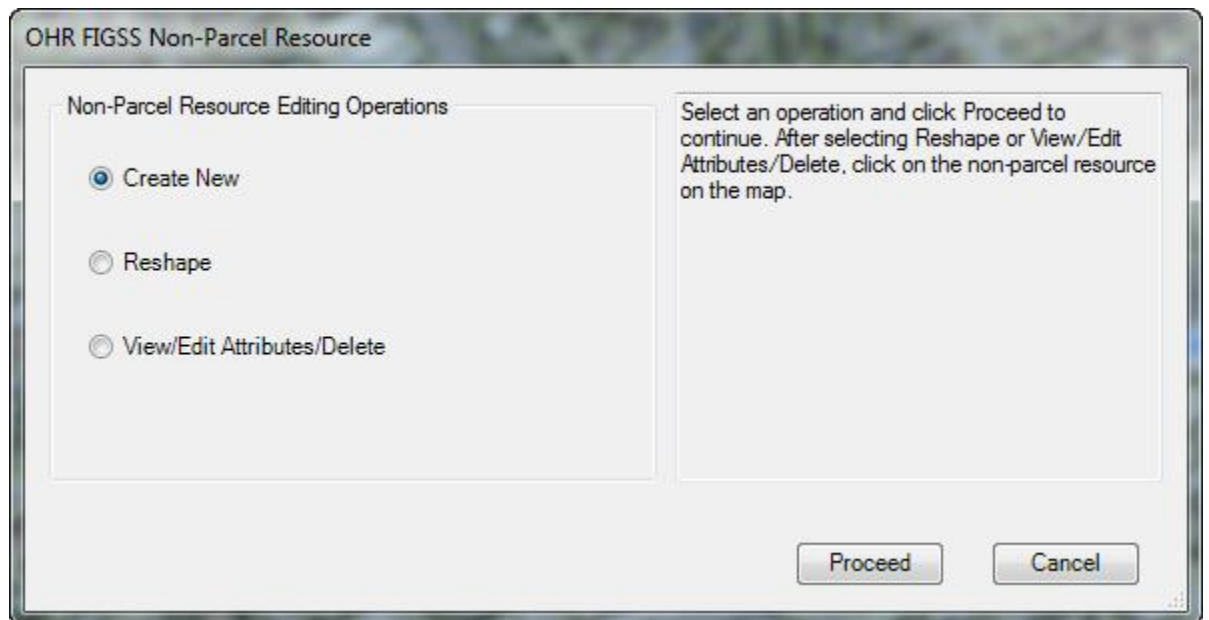 OHR FIGSS Non-Parcel Resource
Non-Parcel Resource Editing Operations
Create New
Reshape
View/Edit Attributes/Delete
Select an operation and click Proceed to
continue. After selecting Reshape or View/Edit
Attributes/Delete, click on the non-parcel resource
on the map.
Proceed
Cancel